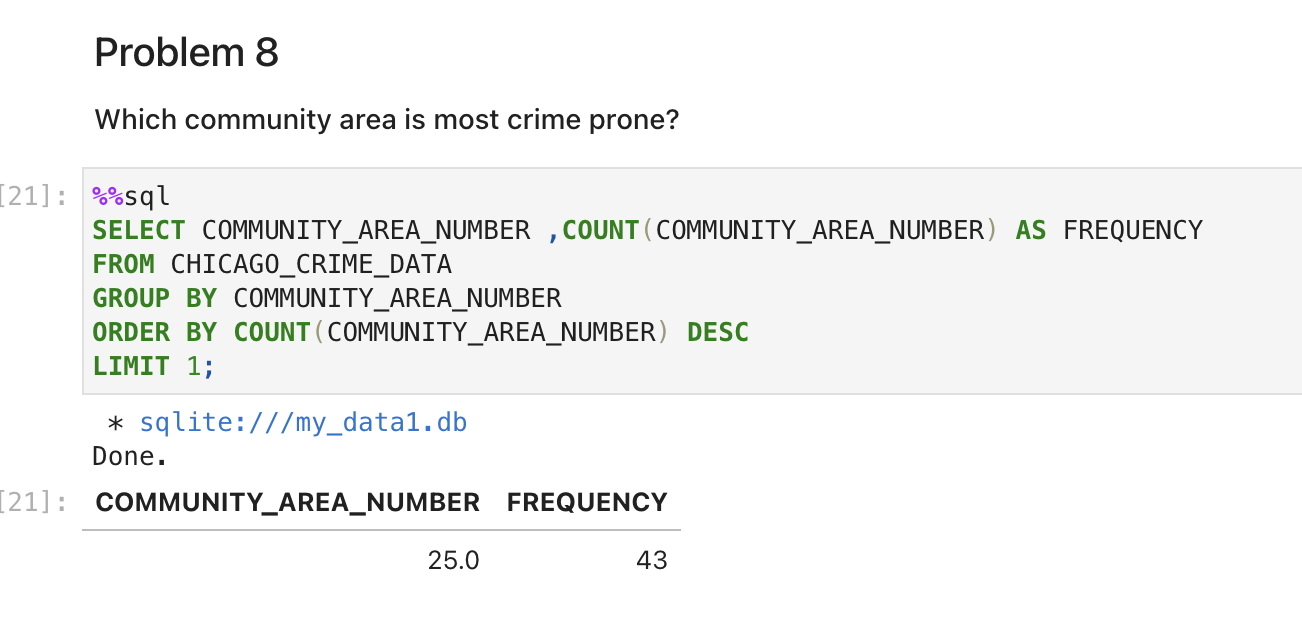 Problem 8
Which community area is most crime prone?
[21]: %%sql
SELECT COMMUNITY_AREA_NUMBER ,COUNT(COMMUNITY_AREA_NUMBER) AS FREQUENCY
FROM CHICAGO_CRIME_DATA
GROUP BY COMMUNITY_AREA_NUMBER
ORDER BY COUNT(COMMUNITY_AREA_NUMBER) DESC
LIMIT 1;
* sqlite:///my_data1.db
Done.
[21]: COMMUNITY_AREA_NUMBER FREQUENCY
25.0 43